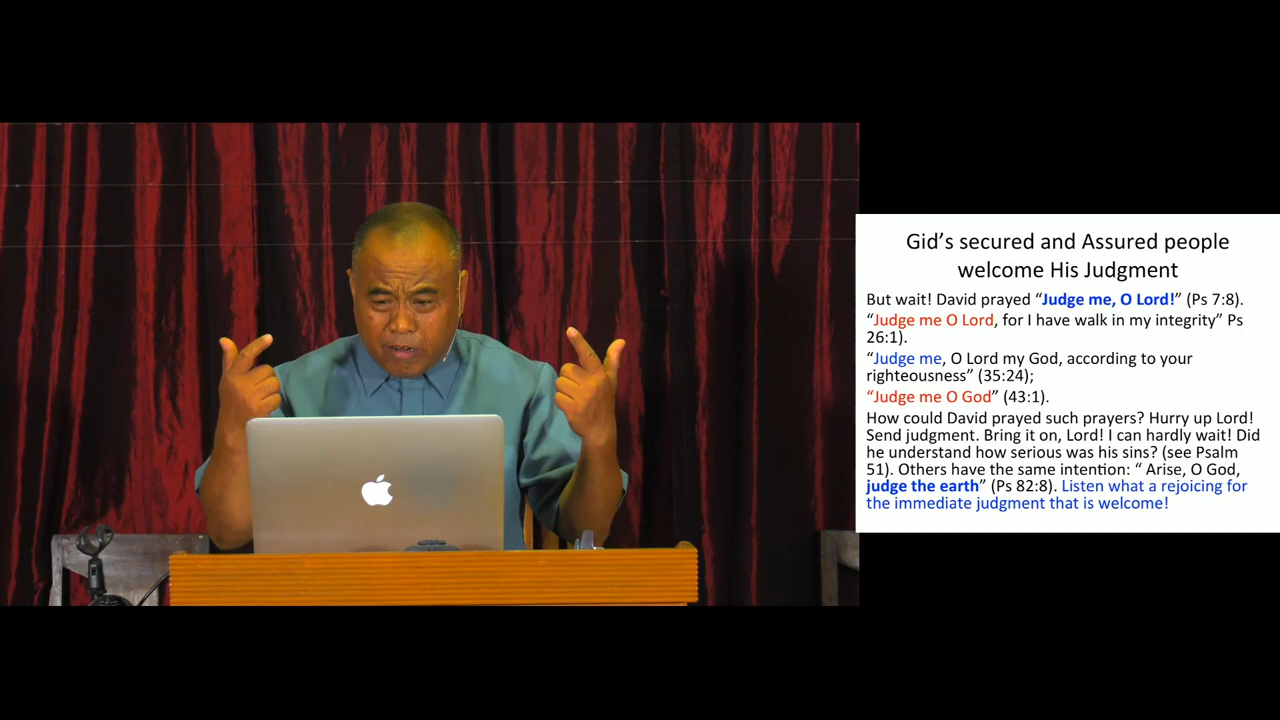 Gid’s secured and Assured people
welcome His Judgment
But wait! David prayed “Judge me, O Lord!” (Ps 7:8).
“Judge me O Lord, for I have walk in my integrity” Ps
26:1).
“Judge me, O Lord my God, according to your
righteousness” (35:24);
“Judge me O God” (43:1).
How could David prayed such prayers? Hurry up Lord!
Send judgment. Bring it on, Lord! I can hardly wait! Did
he understand how serious was his sins? (see Psalm
51). Others have the same intention: “ Arise, O God,
judge the earth” (Ps 82:8). Listen what a rejoicing for
the immediate judgment that is welcome!